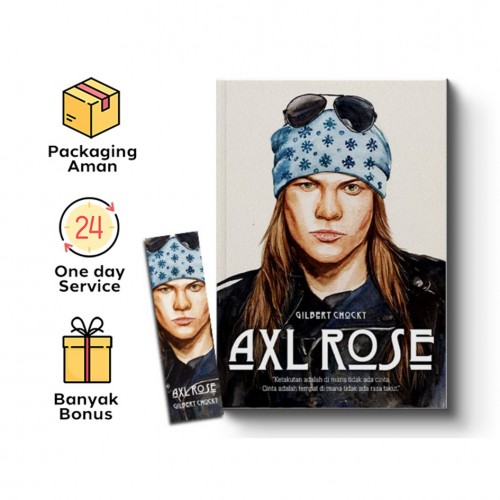 Packaging
Aman
24
One day
Service
Banyak
Bonus
AXL ROSE
GILBERT CHOCKY
GILBERT CHOCKY
AXL ROSE
"Ketakutan adalah di mana tidak ada cinta.
Cinta adalah tempat di mana tidak ada rasa takut."